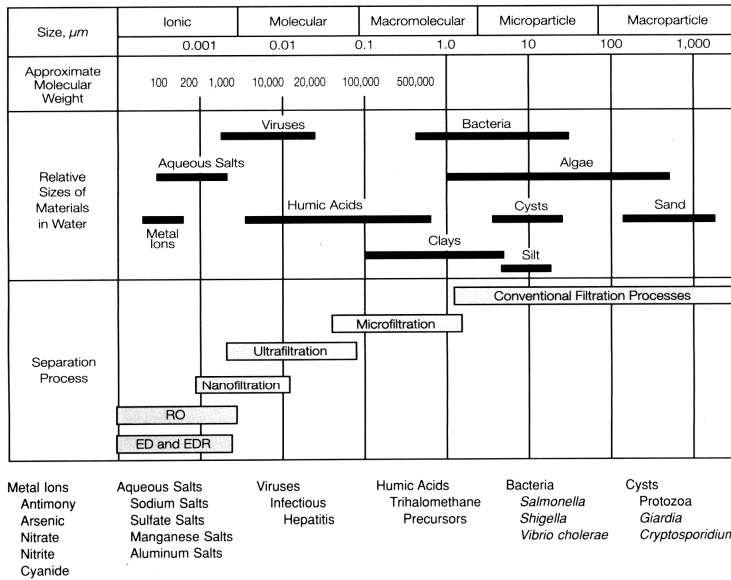 Size, μm
Ionic Molecular Macromolecular Microparticle Macroparticle
0.001 0.01 0.1 1.0 10 100 1,000
Approximate
Molecular
Weight
100 200 1,000 10,000 20,000 100,000 500,000
Relative
Sizes of
Materials
in Water
Viruses Bacteria
Aqueous Salts Algae
Humic Acids Cysts Sand
Metal
Ions
Clays
Silt
Separation
Process
Conventional Filtration Processes
Microfiltration
Ultrafiltration
Nanofiltration
RO
ED and EDR
Metal Ions
Antimony
Arsenic
Nitrate
Nitrite
Cyanide
Aqueous Salts
Sodium Salts
Sulfate Salts
Manganese Salts
Aluminum Salts
Viruses
Infectious
Hepatitis
Humic Acids
Trihalomethane
Precursors
Bacteria
Salmonella
Shigella
Vibrio cholerae
Cysts
Protozoa
Giardia
Cryptosporidium